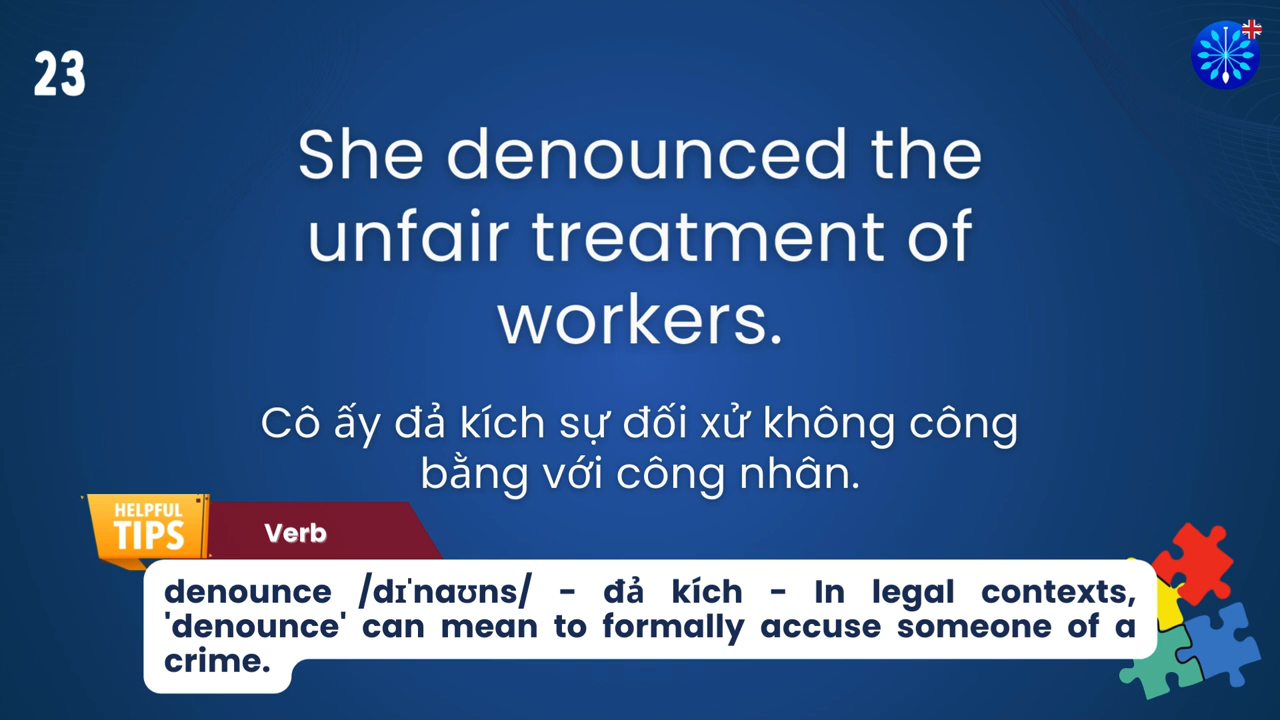 23
She denounced the
unfair treatment of
workers.
Cô ấy đả kích sự đối xử không công
bằng với công nhân.
HELPFUL
TIPS
Verb
denounce /dɪˈnaʊns/ - đả kích - In legal contexts,
'denounce' can mean to formally accuse someone of a
crime.